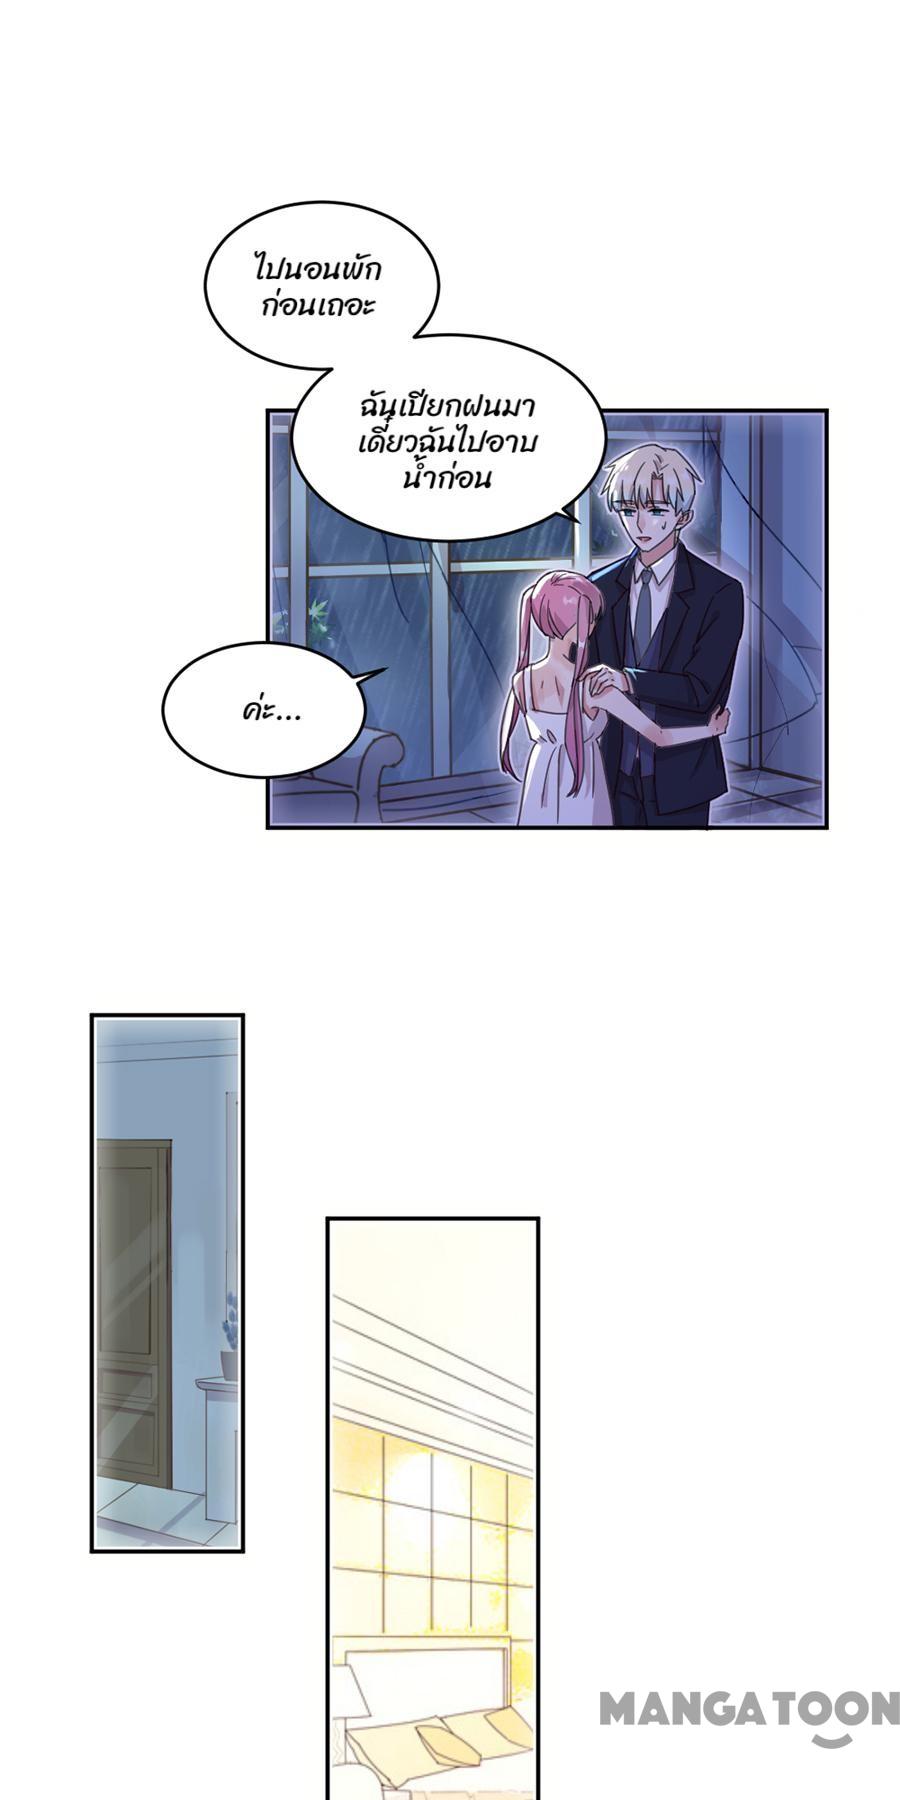 ไปนอนพัก
ก่อนเถอะ
ฉันเปียกฝนมา
เดี๋ยวฉันไปอาบ
น้ำก่อน
ค่ะ...
MANGATOON